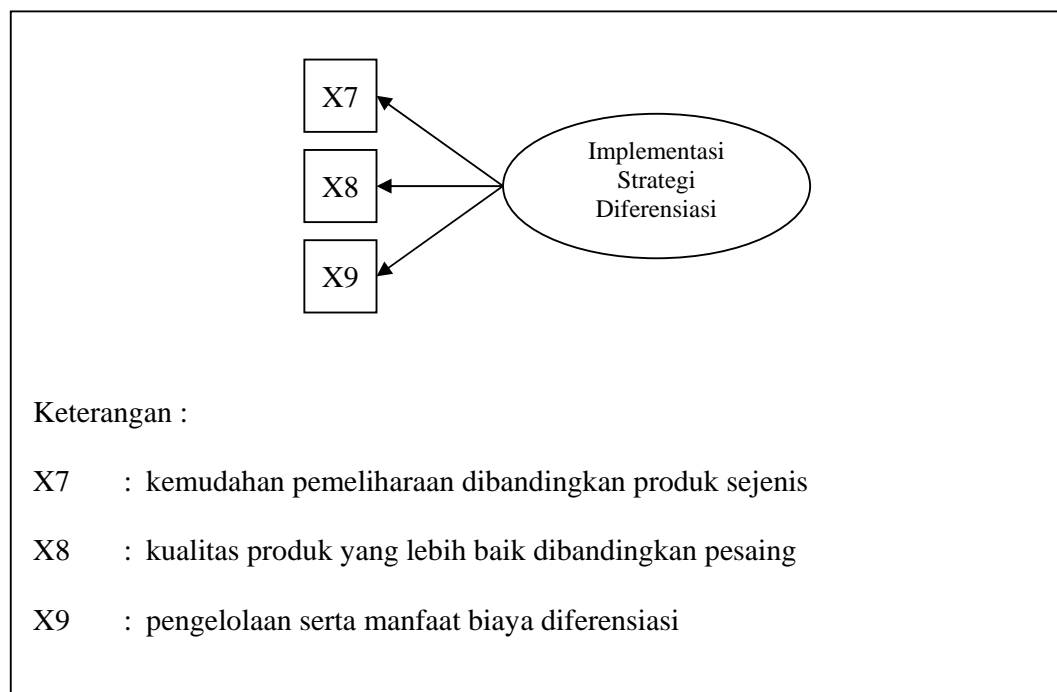 X7
X8
X9
Implementasi
Strategi
Diferensiasi
Keterangan :
X7 : kemudahan pemeliharaan dibandingkan produk sejenis
X8 : kualitas produk yang lebih baik dibandingkan pesaing
X9 : pengelolaan serta manfaat biaya diferensiasi